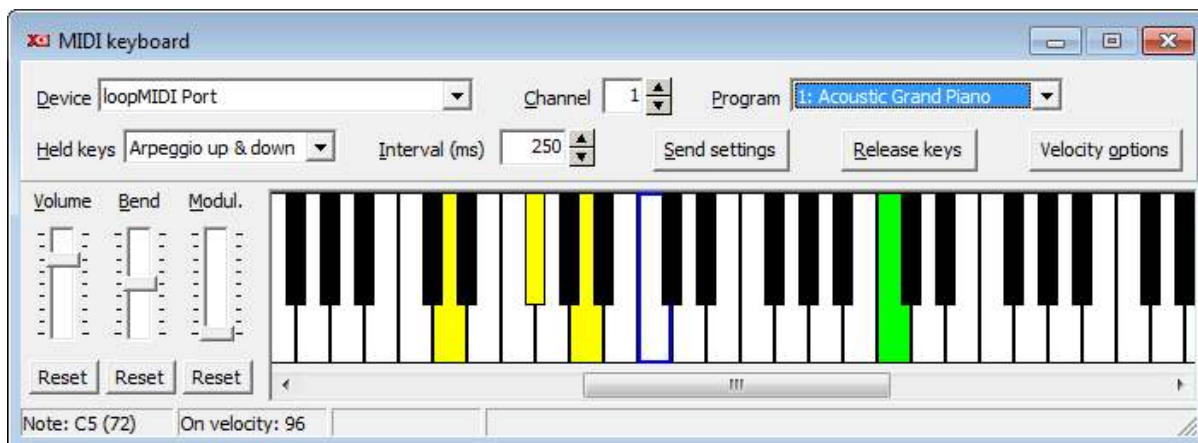 MIDI keyboard
Device loopMIDI Port Channel 1 Program 1: Acoustic Grand Piano
Held keys Arpeggio up & down Interval (ms) 250 Send settings Release keys Velocity options
Volume Bend Modul.
Reset Reset Reset
Note: C5 (72) On velocity: 96